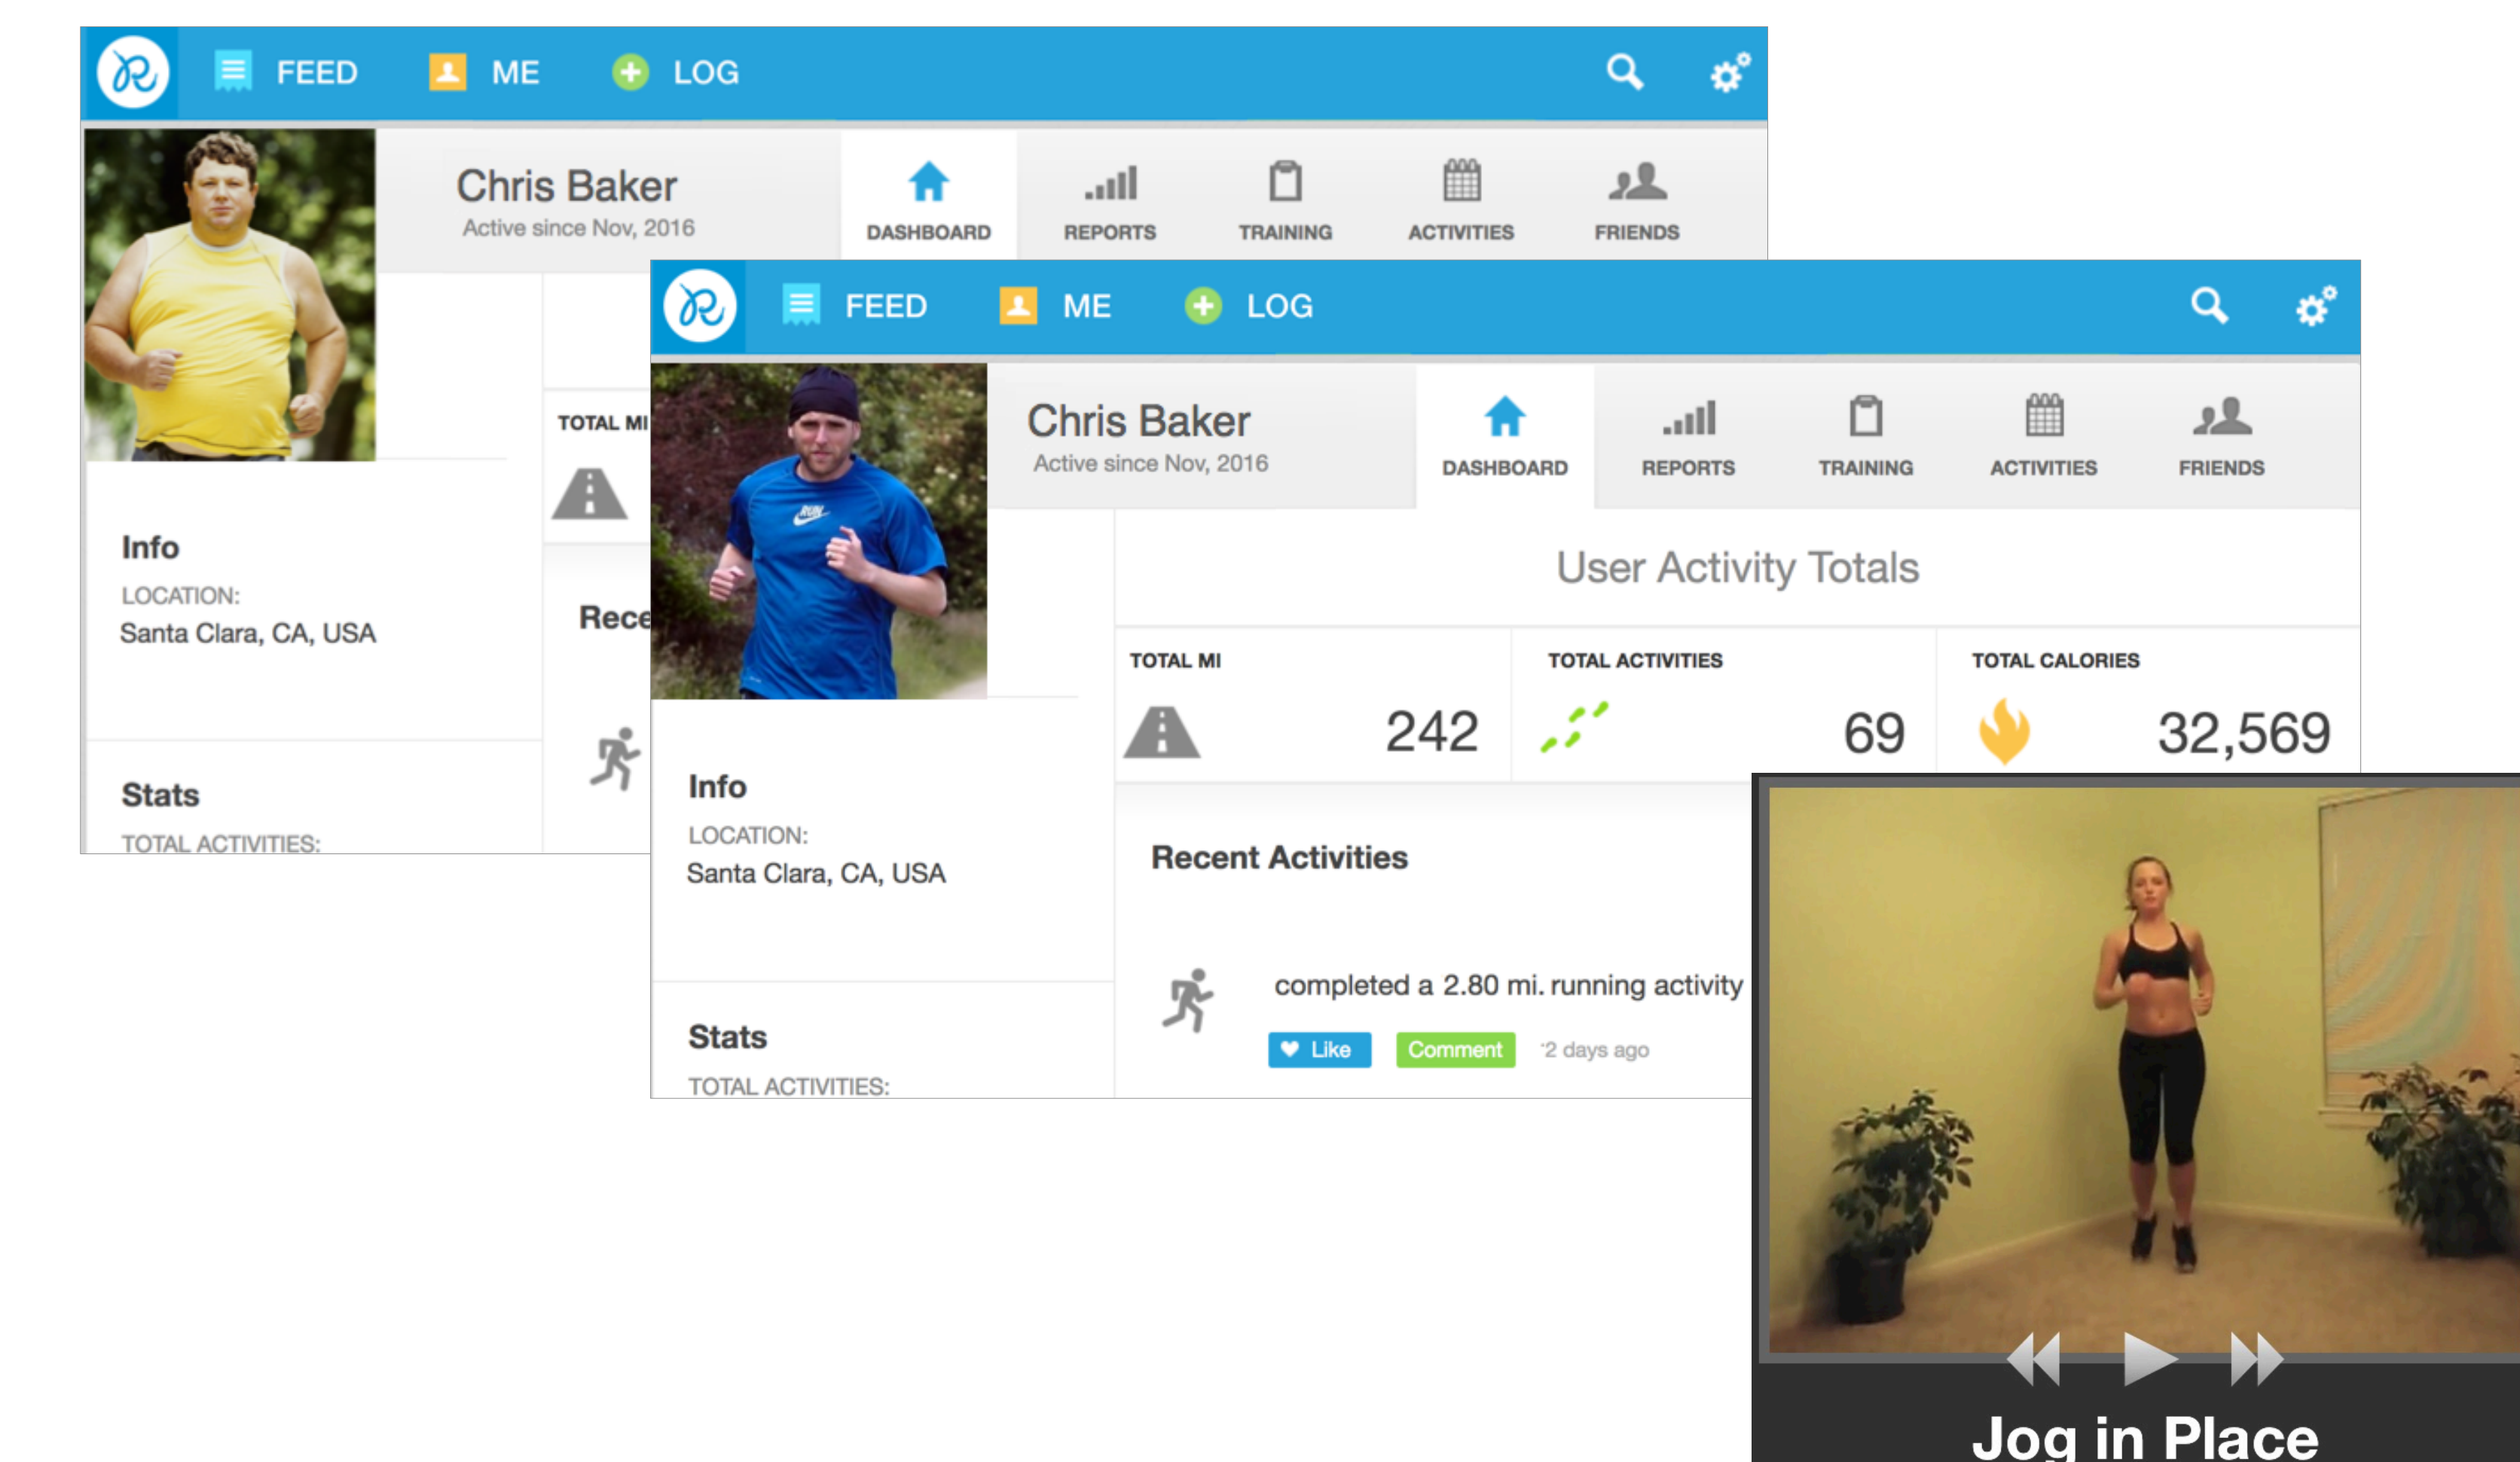 FEED ME LOG
Chris Baker
Active since Nov, 2016
DASHBOARD REPORTS TRAINING ACTIVITIES FRIENDS
TOTAL MI
Info
LOCATION:
Santa Clara, CA, USA
Rece
Stats
TOTAL ACTIVITIES:
FEED ME LOG
Chris Baker
Active since Nov, 2016
DASHBOARD REPORTS TRAINING ACTIVITIES FRIENDS
RUN
User Activity Totals
TOTAL MI TOTAL ACTIVITIES TOTAL CALORIES
242 69 32,569
Info
LOCATION:
Santa Clara, CA, USA
Recent Activities
completed a 2.80 mi. running activity
Like Comment 2 days ago
Stats
TOTAL ACTIVITIES:
Jog in Place